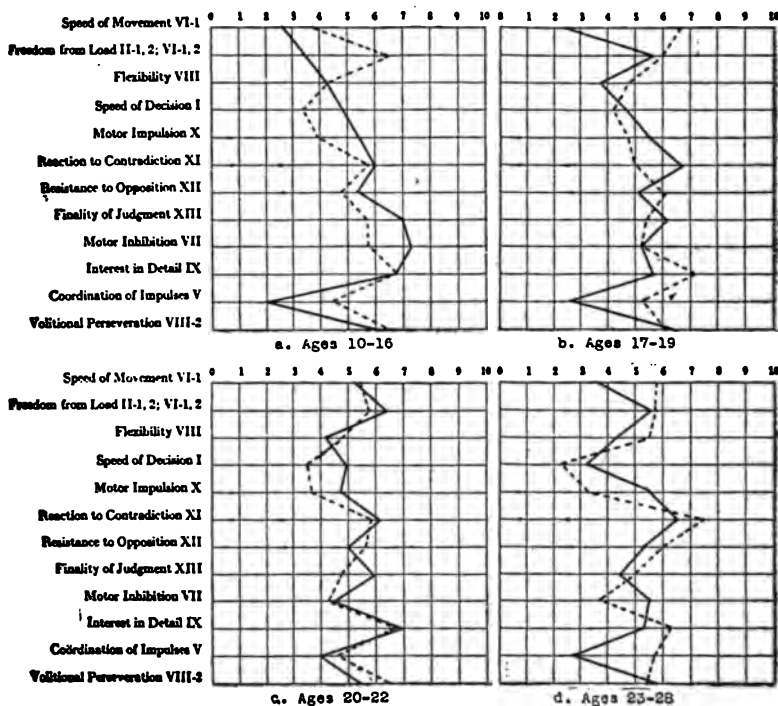 0 1 2 3 4 5 6 7 8 9 10 0 1 2 3 4 5 6 7 8 9 10
Speed of Movement VI-1
Freedom from Load II-1, 2; VI-1, 2
Flexibility VIII
Speed of Decision I
Motor Impulsion X
Reaction to Contradiction XI
Resistance to Opposition XII
Finality of Judgment XIII
Motor Inhibition VII
Interest in Detail IX
Coordination of Impulses V
Volitional Perseveration VIII-2
a. Ages 10-16 b. Ages 17-19
0 1 2 3 4 5 6 7 8 9 10 0 1 2 3 4 5 6 7 8 9 10
Speed of Movement VI-1
Freedom from Load II-1, 2; VI-1, 2
Flexibility VIII
Speed of Decision I
Motor Impulsion X
Reaction to Contradiction XI
Resistance to Opposition XII
Finality of Judgment XIII
Motor Inhibition VII
Interest in Detail IX
Coördination of Impulses V
Volitional Perseveration VIII-2
c. Ages 20-22 d. Ages 23-28